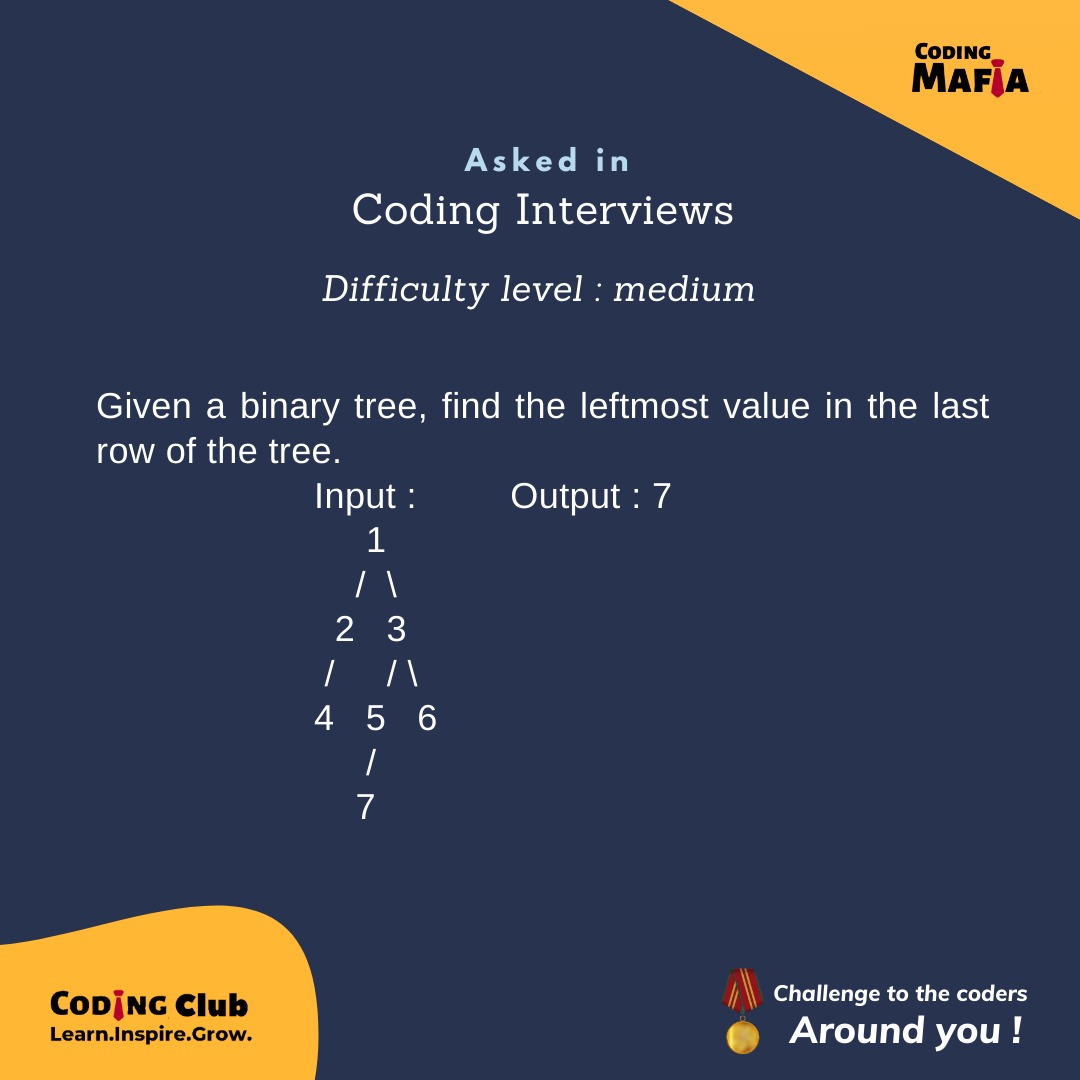 CODING
MAFIA
Asked in
Coding Interviews
Difficulty level : medium
Given a binary tree, find the leftmost value in the last
row of the tree.
Input : Output : 7
1
/ \
2 3
/ / \
4 5 6
/
7
CODING Club
Learn.Inspire.Grow.
Challenge to the coders
Around you !